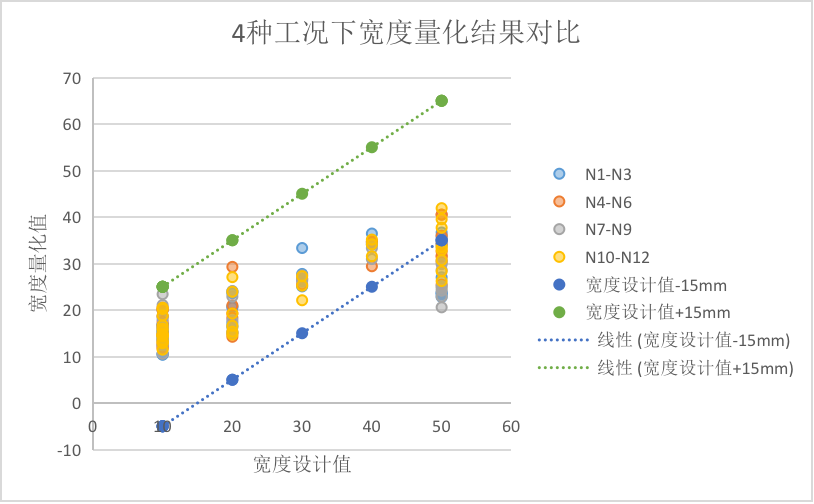 4种工况下宽度量化结果对比
70
60
50
40
30
20
10
0
-10
0
10
20
30
40
50
60
宽度量化值
宽度设计值
N1-N3
N4-N6
N7-N9
N10-N12
宽度设计值-15mm
宽度设计值+15mm
线性 (宽度设计值-15mm)
线性 (宽度设计值+15mm)